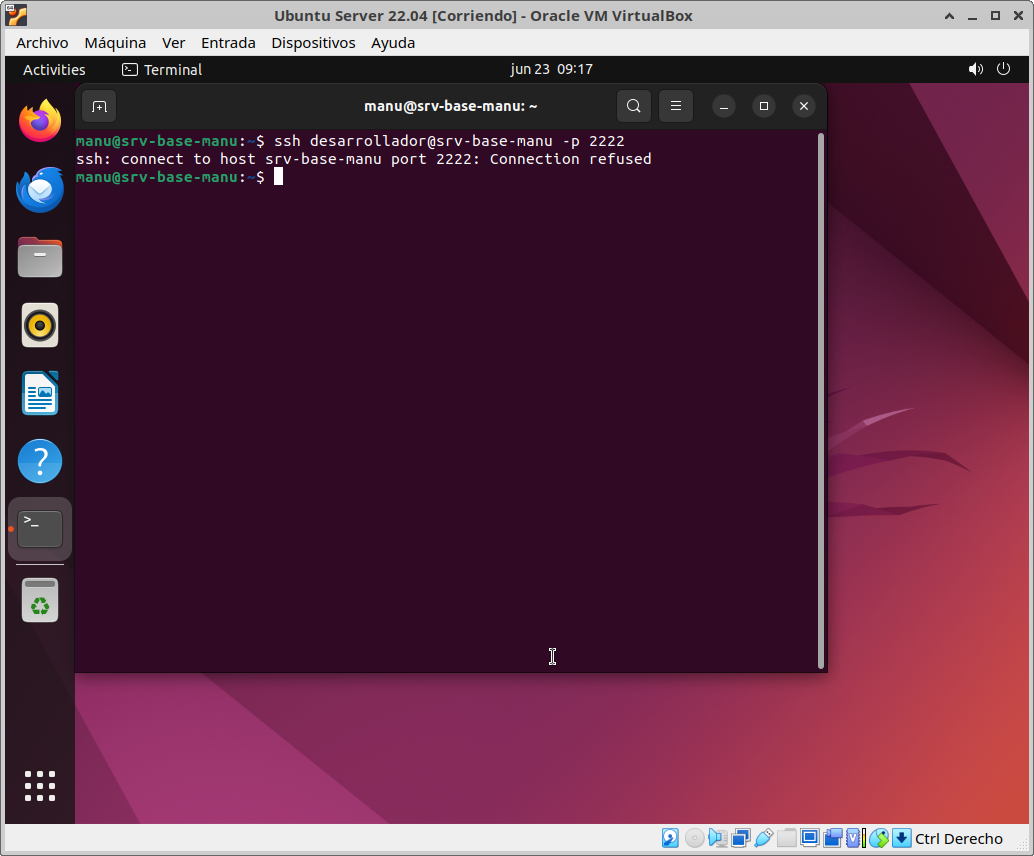 Ubuntu Server 22.04 [Corriendo] - Oracle VM VirtualBox
Archivo Máquina Ver Entrada Dispositivos Ayuda
Activities Terminal jun 23 09:17
manu@srv-base-manu: ~
manu@srv-base-manu:~$ ssh desarrollador@srv-base-manu -p 2222
ssh: connect to host srv-base-manu port 2222: Connection refused
manu@srv-base-manu:~$
>_
?
Ctrl Derecho